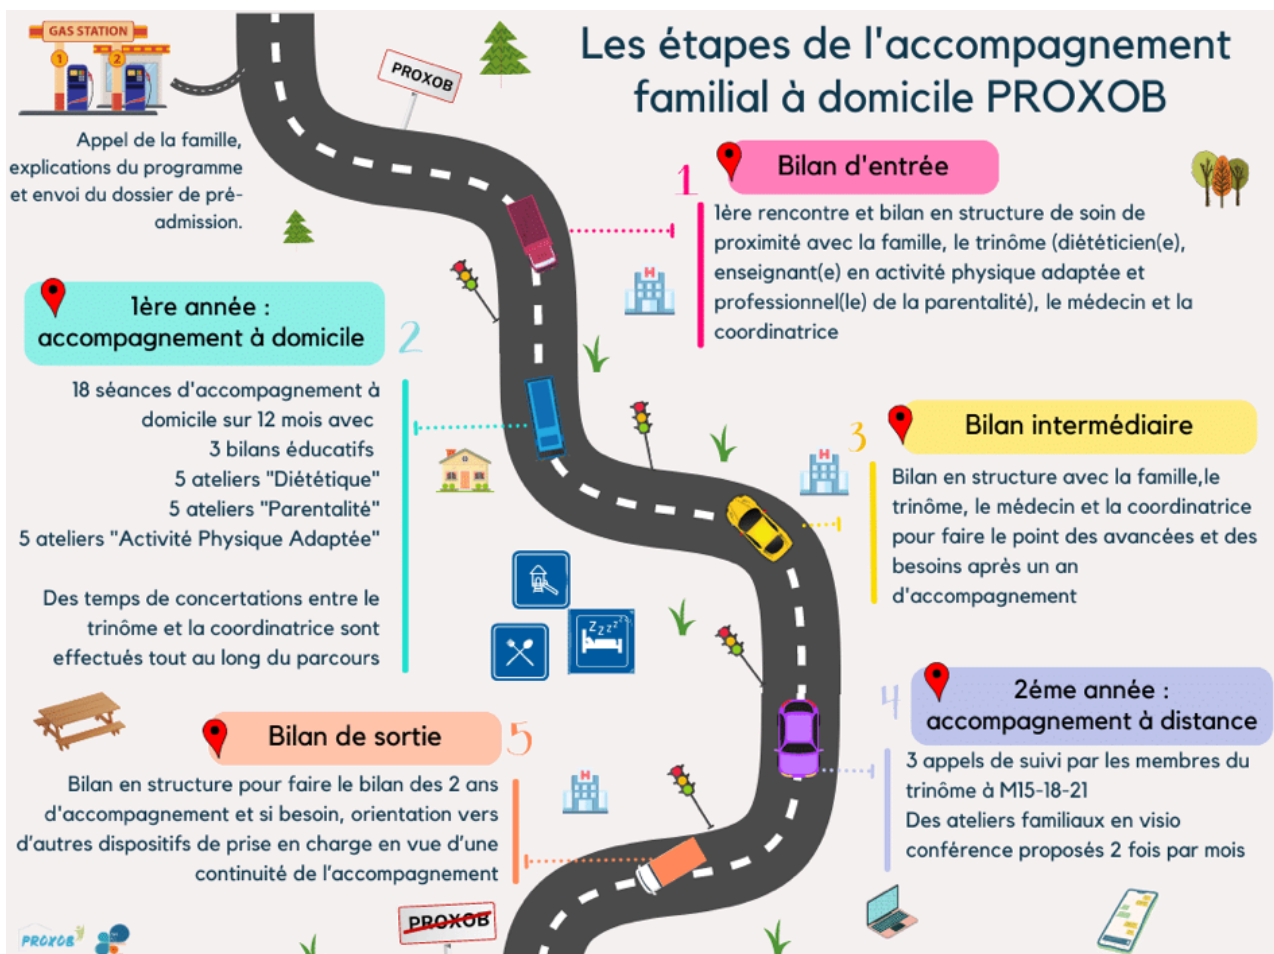 Les étapes de l'accompagnement
familial à domicile PROXOB
GAS STATION
1
2
PROXOB
Appel de la famille,
explications du programme
et envoi du dossier de pré-
admission.
1
Bilan d'entrée
1ère rencontre et bilan en structure de soin de
proximité avec la famille, le trinôme (diététicien(e),
enseignant(e) en activité physique adaptée et
professionnel(le) de la parentalité), le médecin et la
coordinatrice
H
1ère année :
accompagnement à domicile
2
18 séances d'accompagnement à
domicile sur 12 mois avec
3 bilans éducatifs
5 ateliers "Diététique"
5 ateliers "Parentalité"
5 ateliers "Activité Physique Adaptée"
Des temps de concertations entre le
trinôme et la coordinatrice sont
effectués tout au long du parcours
3
Bilan intermédiaire
H
Bilan en structure avec la famille,le
trinôme, le médecin et la coordinatrice
pour faire le point des avancées et des
besoins après un an
d'accompagnement
Zzzzzzz
4
2éme année :
accompagnement à distance
3 appels de suivi par les membres du
trinôme à M15-18-21
Des ateliers familiaux en visio
conférence proposés 2 fois par mois
Bilan de sortie
5
H
Bilan en structure pour faire le bilan des 2 ans
d'accompagnement et si besoin, orientation vers
d'autres dispositifs de prise en charge en vue d'une
continuité de l'accompagnement
PROXOB
PROXOB